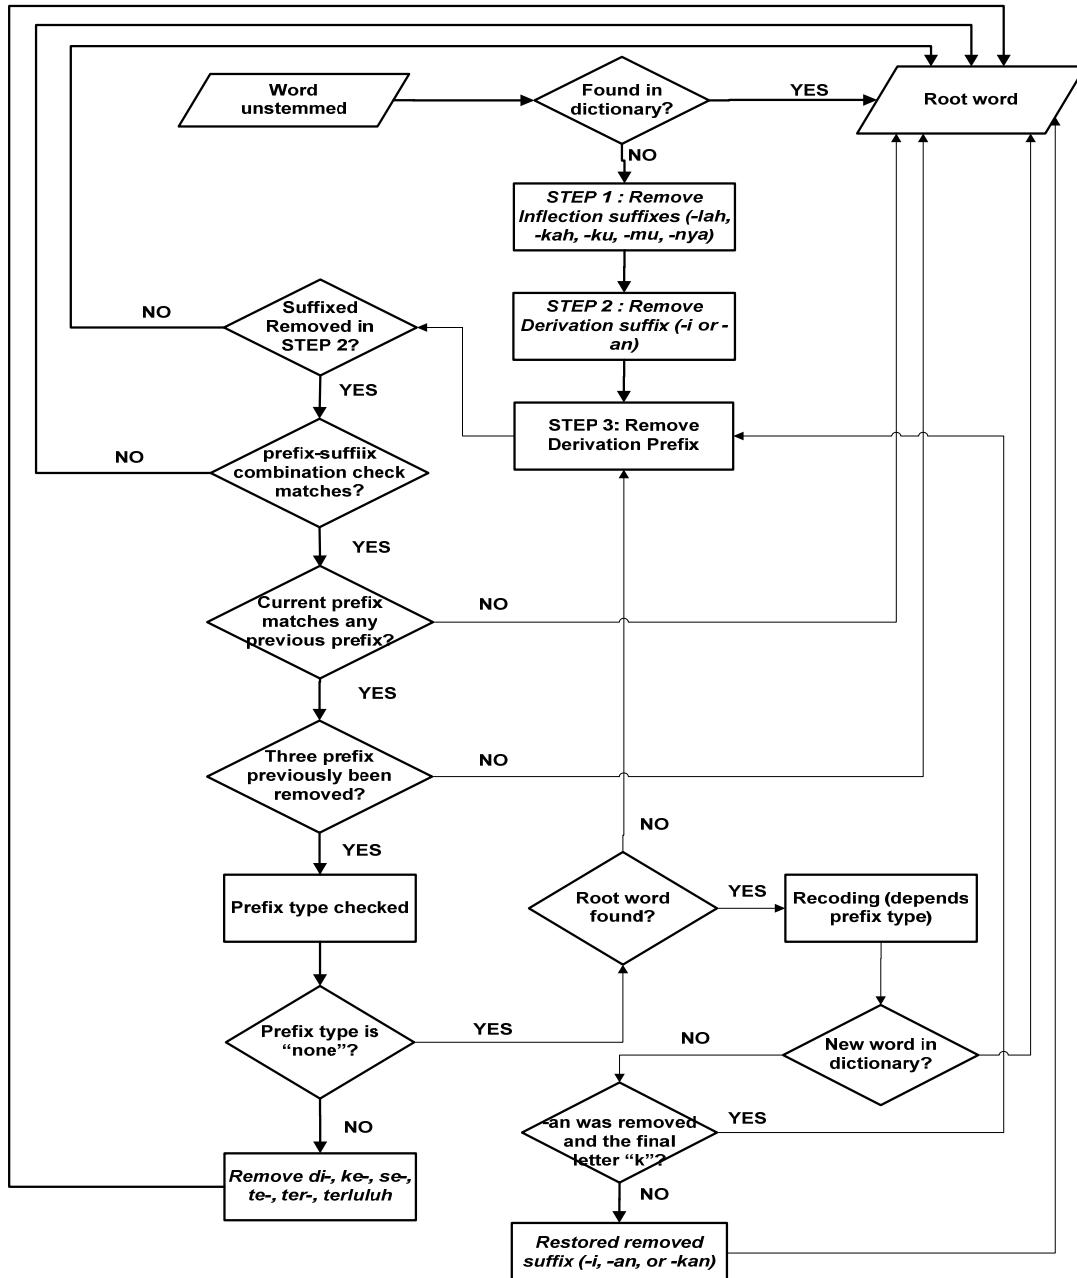 Word
unstemmed
Found in
dictionary?
YES
Root word
NO
STEP 1 : Remove
Inflection suffixes (-lah,
-kah, -ku, -mu, -nya)
STEP 2 : Remove
Derivation suffix (-i or -
an)
STEP 3: Remove
Derivation Prefix
NO
Suffixed
Removed in
STEP 2?
YES
NO
prefix-suffiix
combination check
matches?
YES
Current prefix
matches any
previous prefix?
NO
YES
Three prefix
previously been
removed?
NO
YES
Prefix type checked
Prefix type is
“none”?
YES
NO
Remove di-, ke-, se-,
te-, ter-, terluluh
NO
Root word
found?
YES
Recoding (depends
prefix type)
New word in
dictionary?
NO
-an was removed
and the final
letter “k”?
YES
NO
Restored removed
suffix (-i, -an, or -kan)